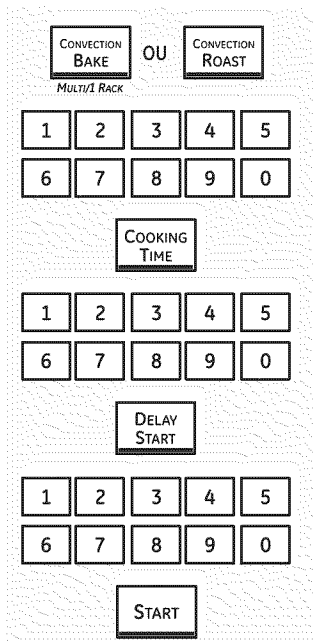 CONVECTION BAKE OU CONVECTION ROAST
MULTI/1 RACK
1 2 3 4 5
6 7 8 9 0
COOKING TIME
1 2 3 4 5
6 7 8 9 0
DELAY START
1 2 3 4 5
6 7 8 9 0
START